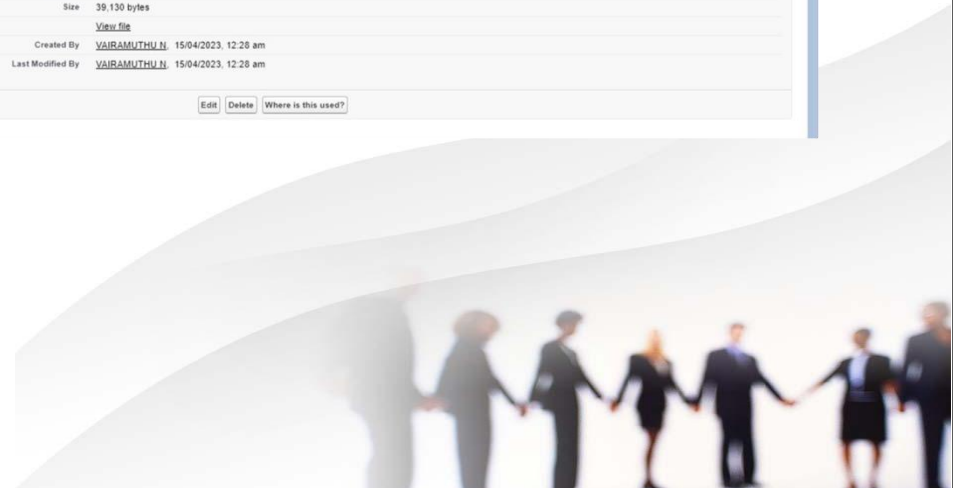 Size 39,130 bytes
View file
Created By VAIRAMUTHU N, 15/04/2023, 12:28 am
Last Modified By VAIRAMUTHU N, 15/04/2023, 12:28 am
Edit Delete Where is this used?